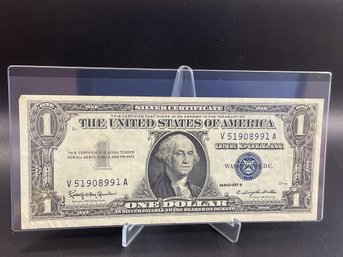 SILVER CERTIFICATE
THIS CERTIFIES THAT THERE IS ON DEPOSIT IN THE TREASURY OF
THE UNITED STATES OF AMERICA
ONE DOLLAR
V 51908991 A
THIS CERTIFICATE IS LEGAL TENDER
FOR ALL DEBTS, PUBLIC AND PRIVATE
V 51908991 A
WASHINGTON
ONE DOLLAR
IN SILVER PAYABLE TO THE BEARER ON DEMAND
1
1
1
1